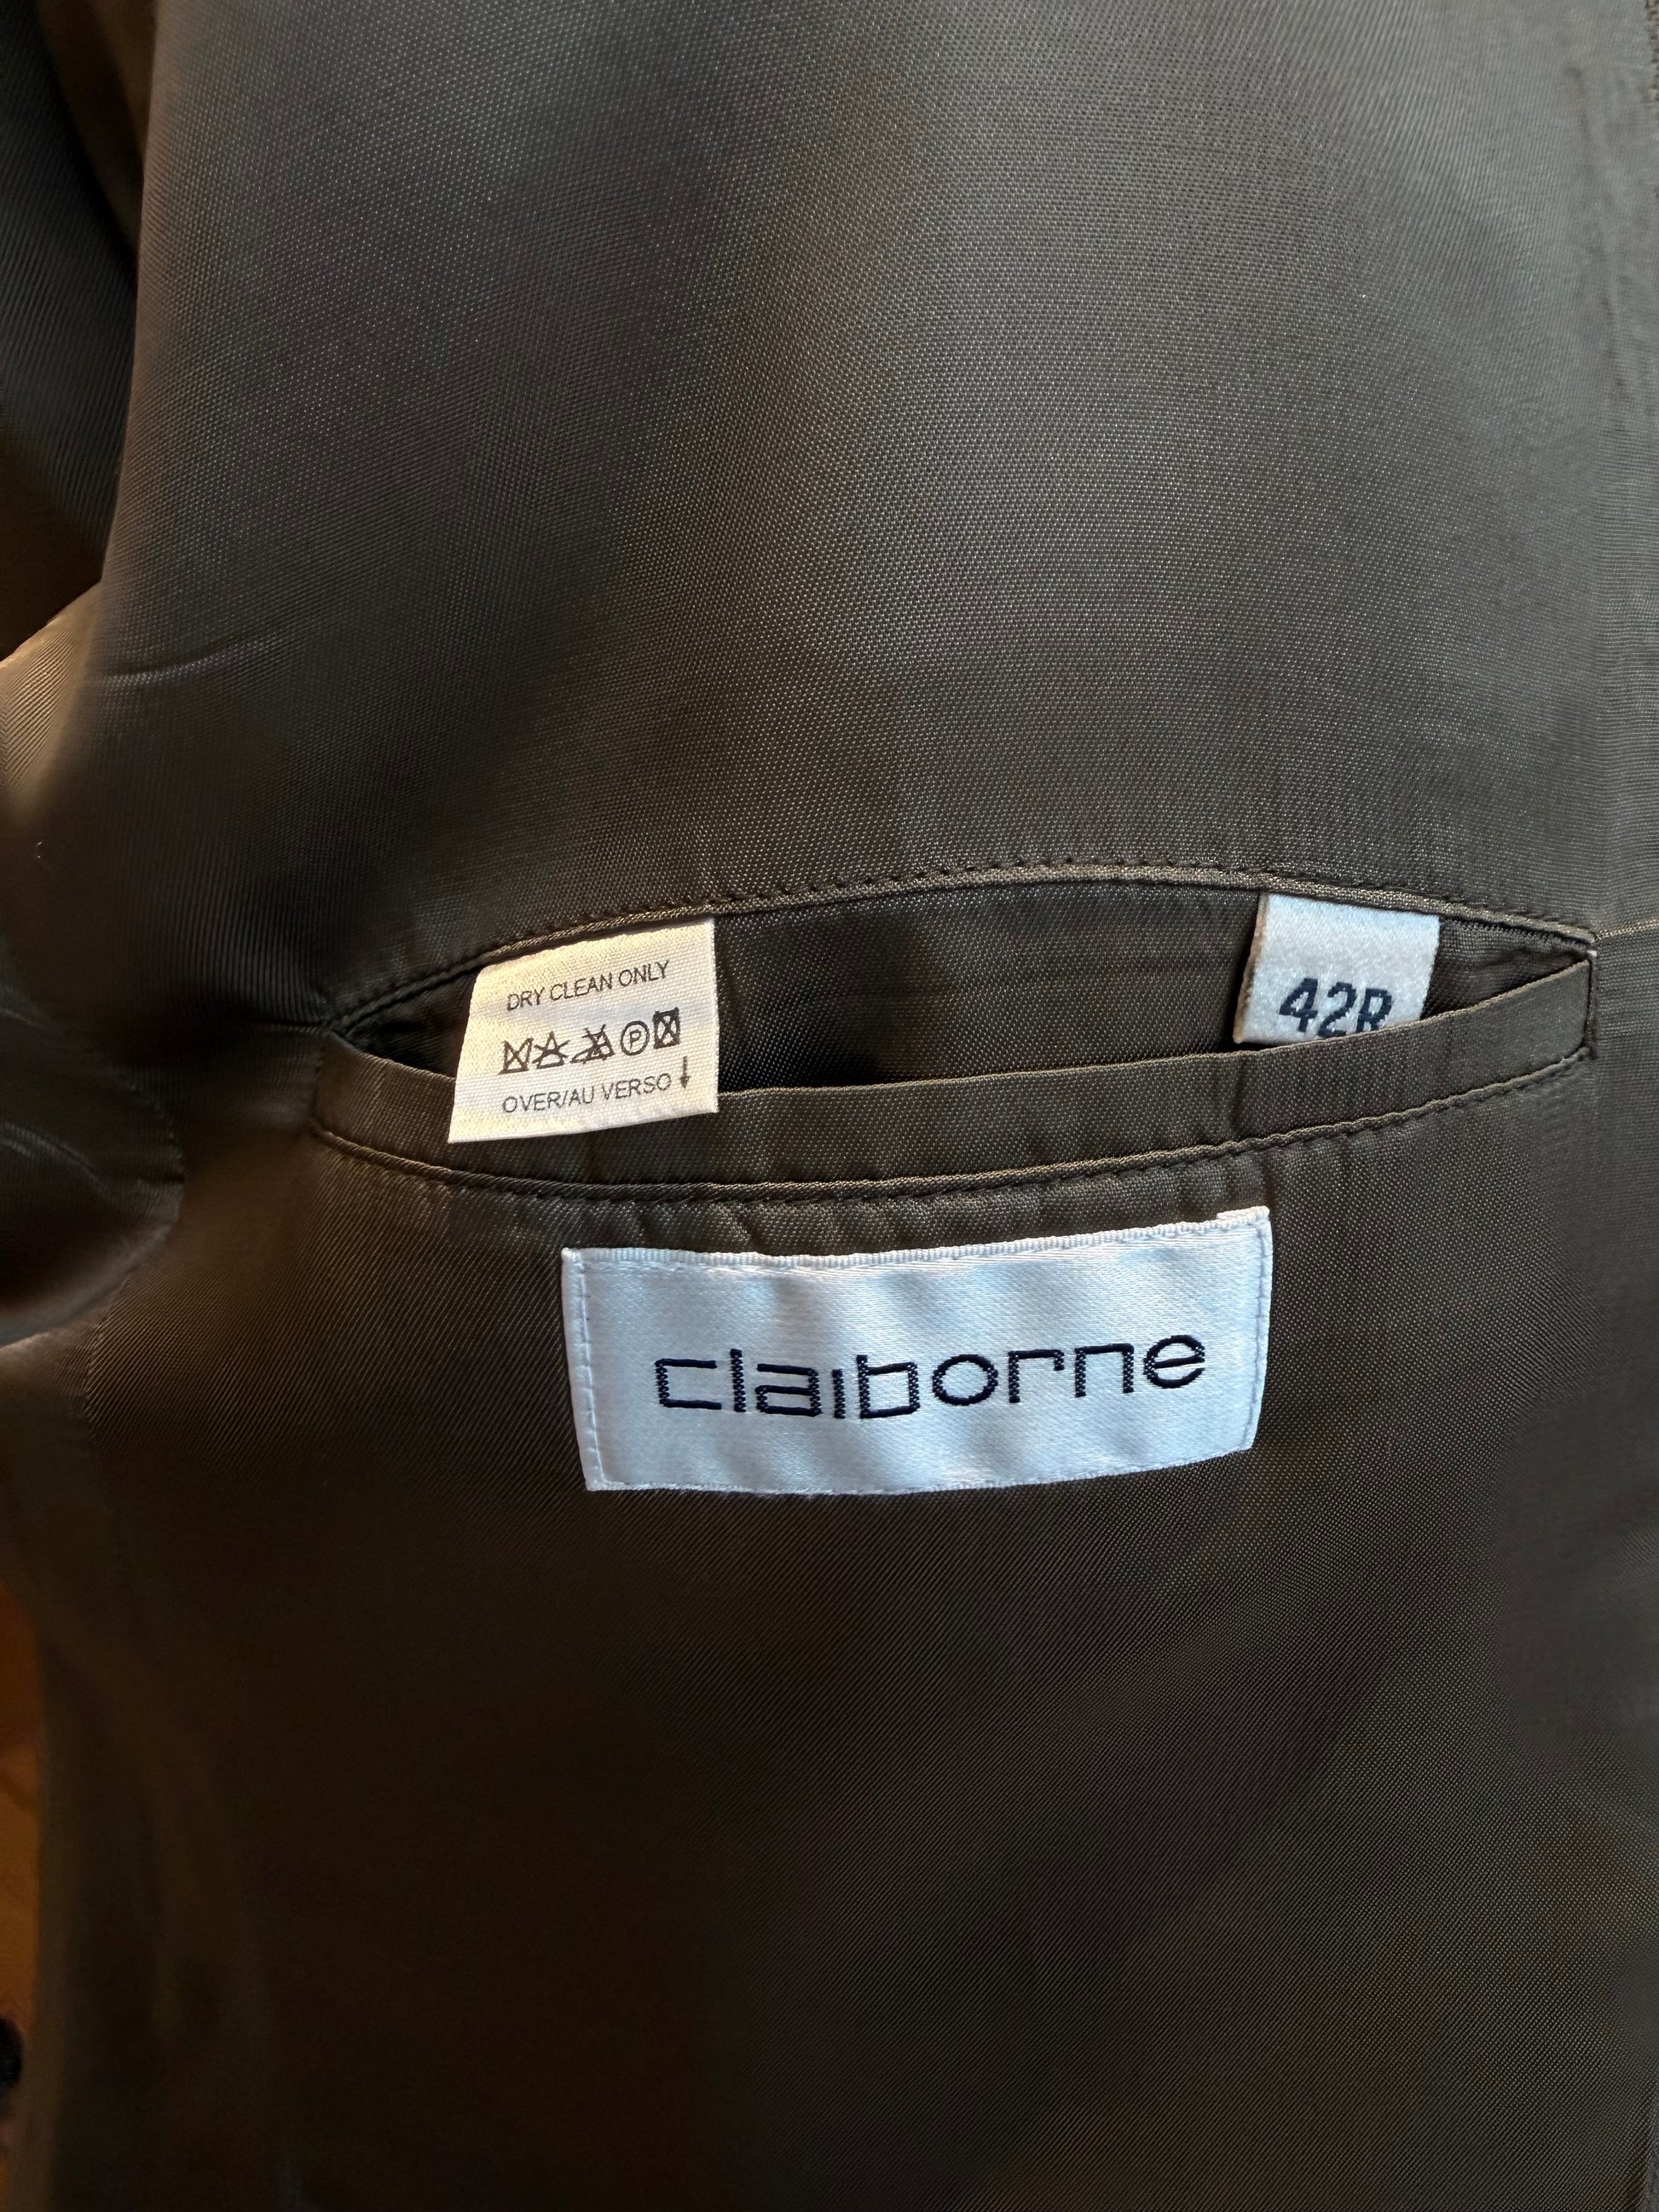 DRY CLEAN ONLY
P
OVER/AU VERSO
42R
claiborne